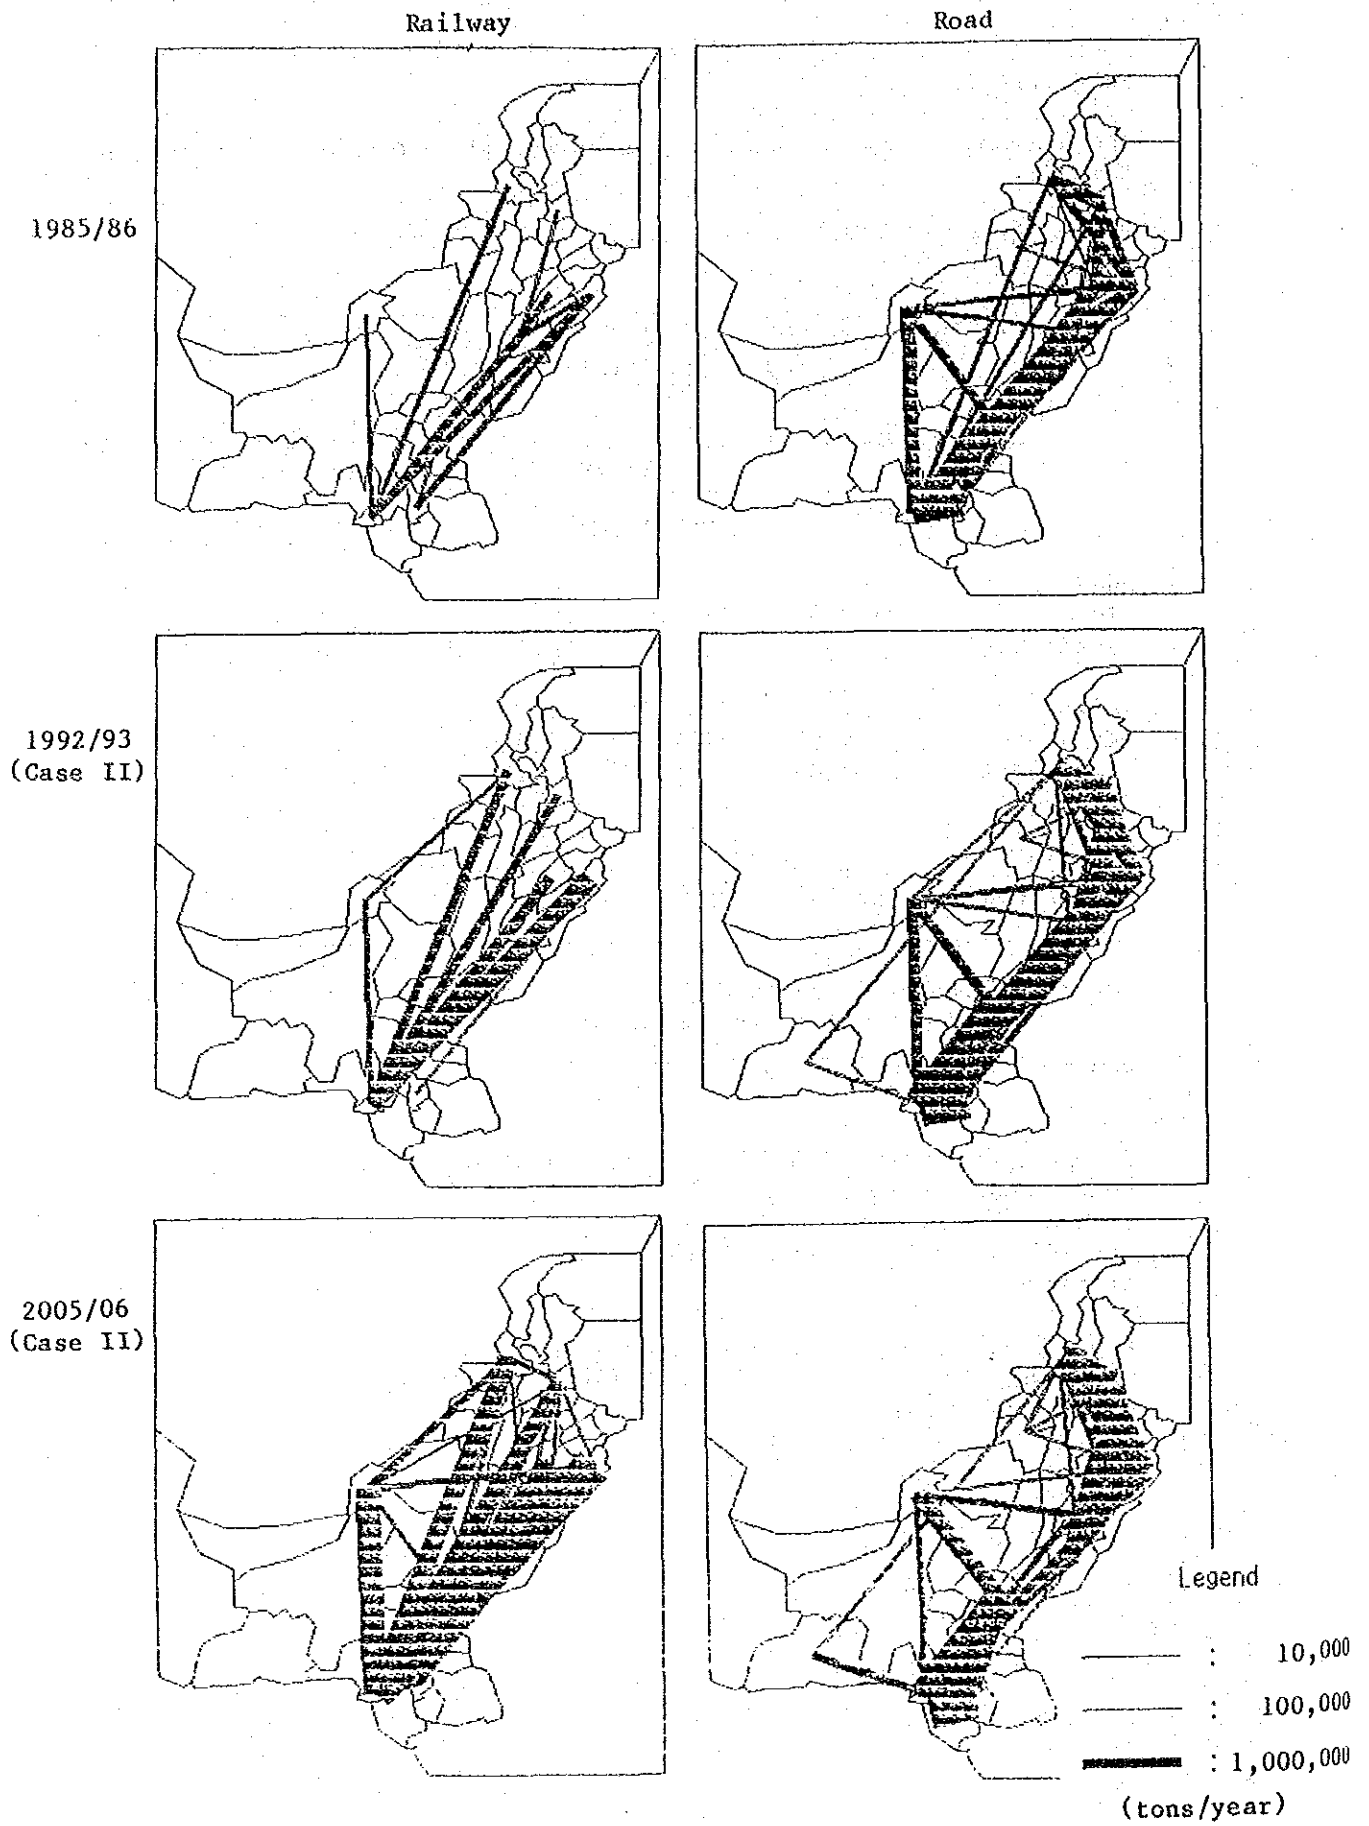 Railway
Road
1985/86
1992/93
(Case II)
2005/06
(Case II)
Legend
: 10,000
: 100,000
: 1,000,000
(tons/year)